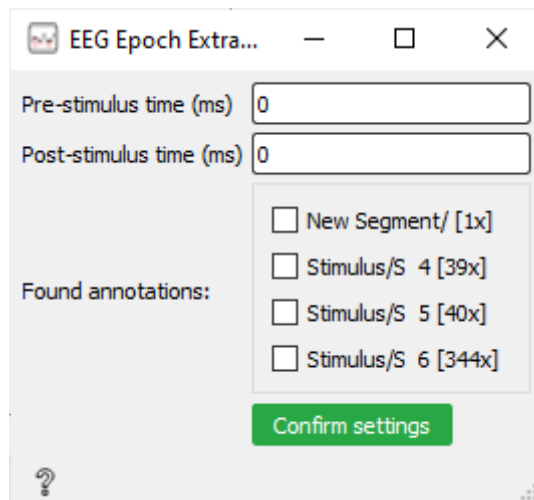 EEG Epoch Extra...
Pre-stimulus time (ms) 0
Post-stimulus time (ms) 0
Found annotations:
New Segment/ [1x]
Stimulus/S  4 [39x]
Stimulus/S  5 [40x]
Stimulus/S  6 [344x]
Confirm settings
?